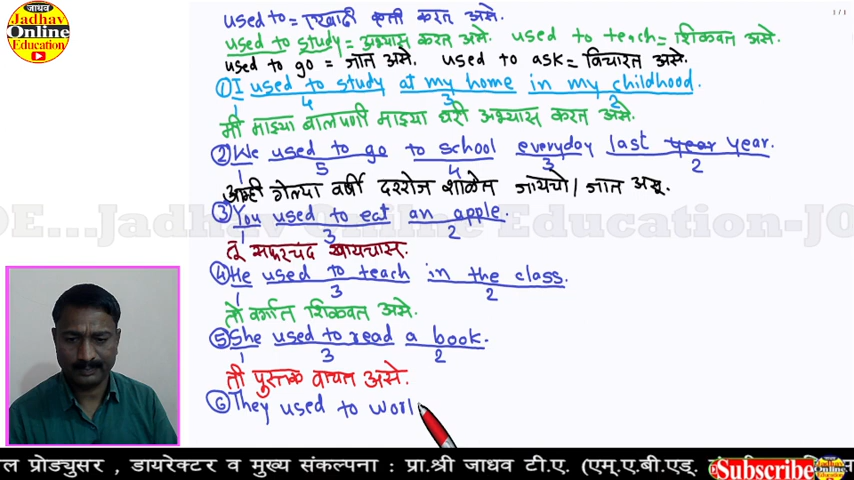 जाधव
Jadhav
Online
Education
1 / 1
used to = एखादी कृती करत असे.
used to study = अभ्यास करत असे. used to teach = शिकवत असे.
used to go = जात असे. used to ask = विचारत असे.
① I used to study at my home in my childhood.
1 4 3 2
मी माझ्या बालपणी माझ्या घरी अभ्यास करत असे.
② We used to go to school everyday last year year.
1 5 4 3 2
आम्ही गेल्या वर्षी दररोज शाळेत जायचो / जात असू.
③ You used to eat an apple.
1 3 2
तू सफरचंद खायचास.
④ He used to teach in the class.
1 3 2
तो वर्गात शिकवत असे.
⑤ She used to read a book.
1 3 2
ती पुस्तक वाचत असे.
⑥ They used to worl
OE...Jadhav Online Education-JO
ल प्रोड्युसर , डायरेक्टर व मुख्य संकल्पना : प्रा.श्री जाधव टी.ए. (एम.ए.बी.एड्.
Subscribe